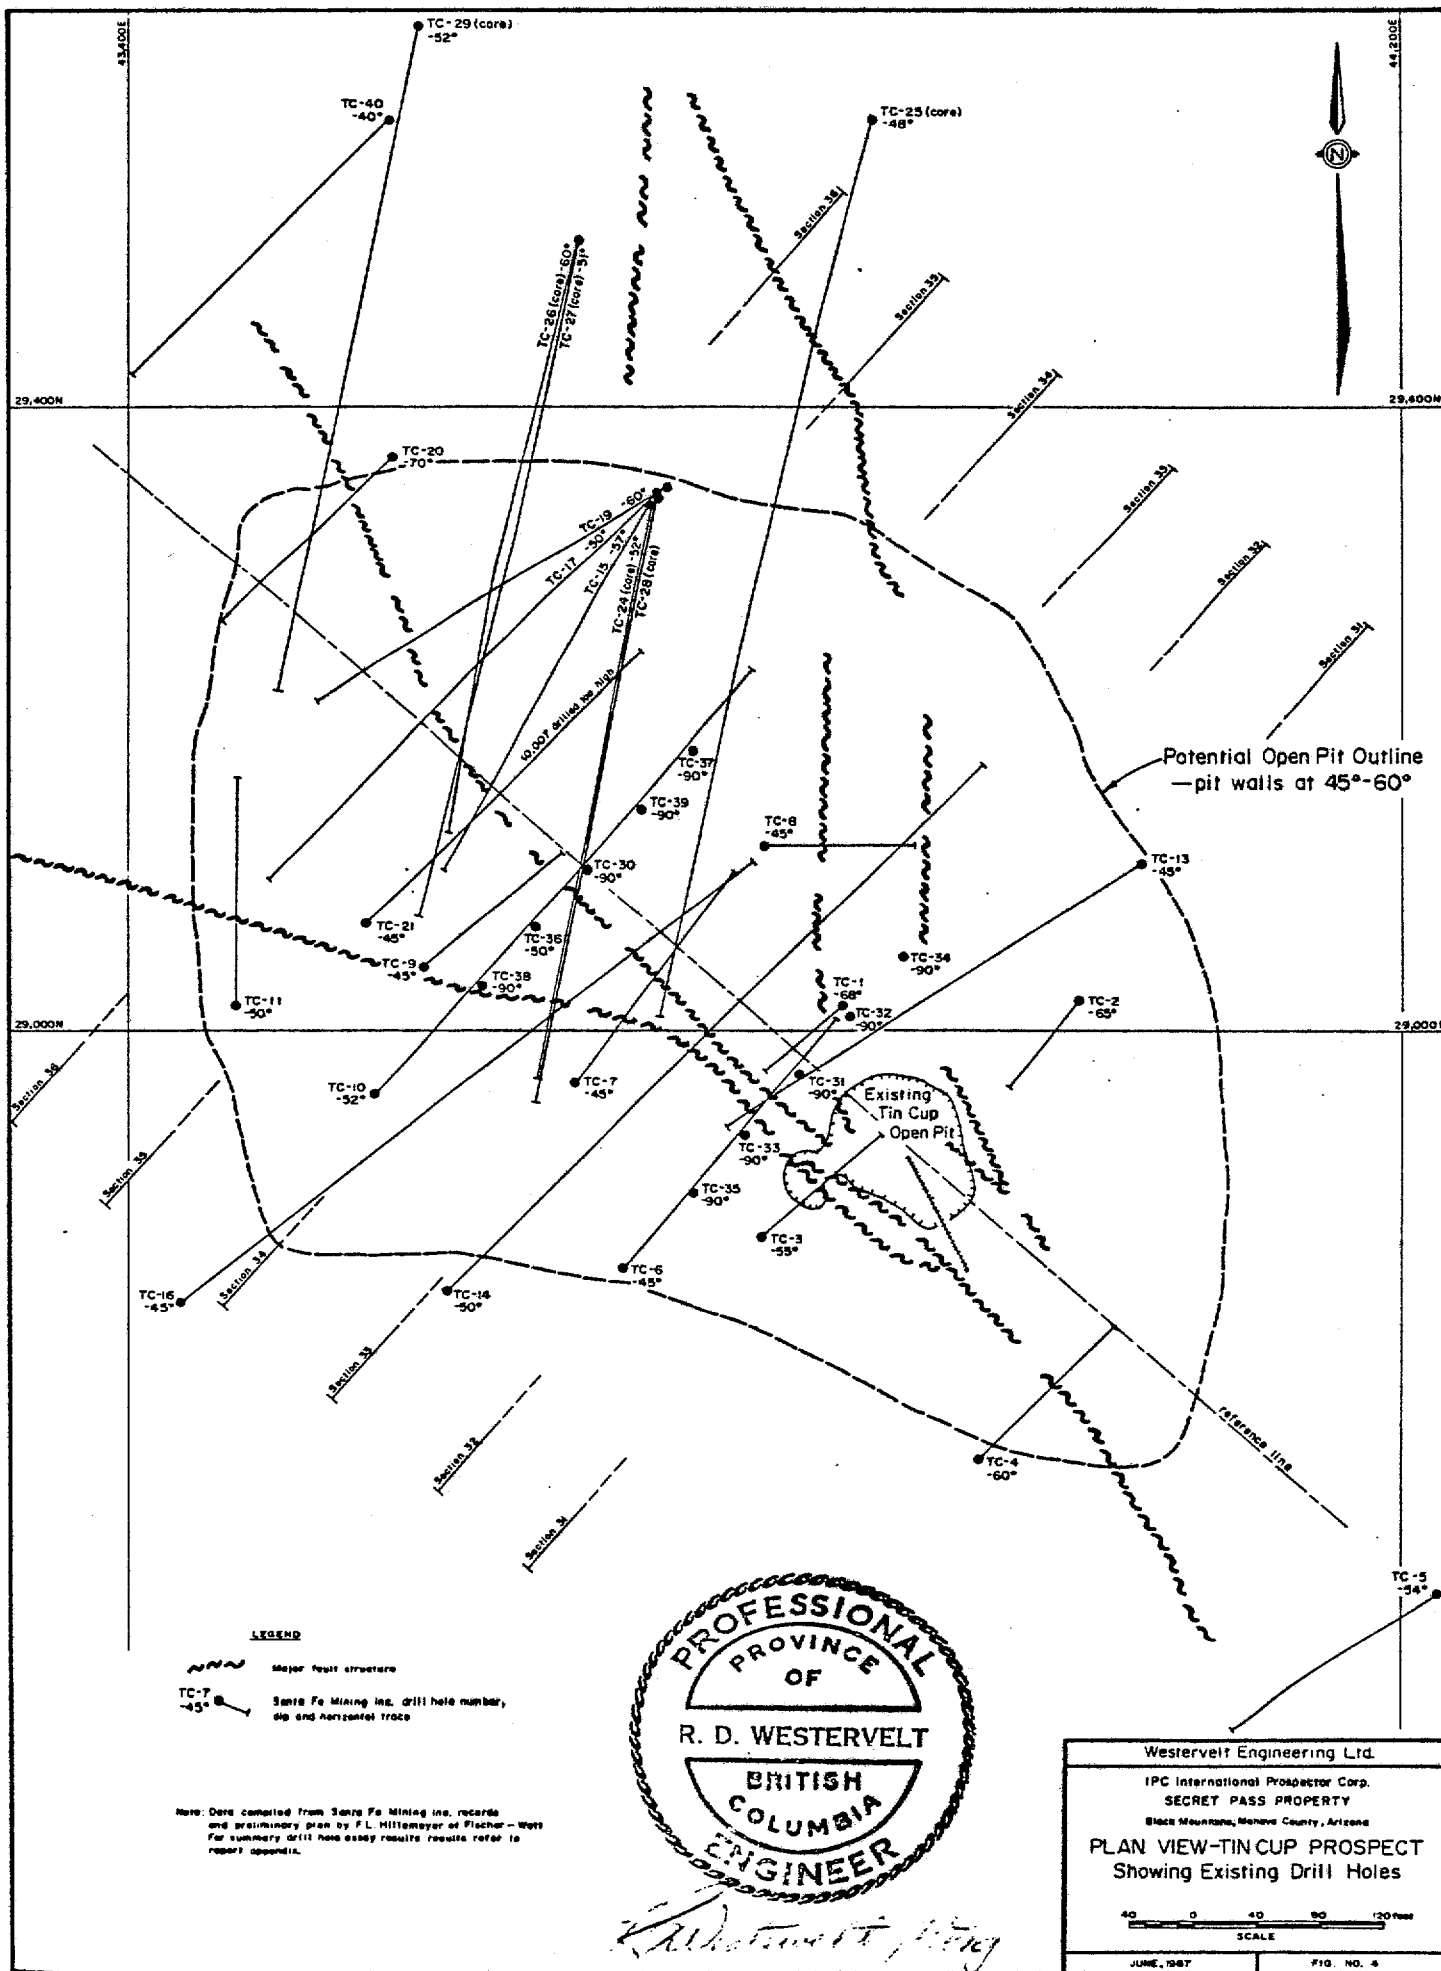 43,400E
44,200E
TC-29 (core)
-52°
TC-40
-40°
TC-25 (core)
-48°
N
Section 36
TC-26 (core)-60°
TC-27 (core)-51°
Section 35
Section 34
29,400N
29,400N
TC-20
-70°
Section 33
TC-19 -60°
TC-17 -50°
TC-15 -57°
TC-24 (core)-52°
TC-28 (core)
Section 32
Section 31
drilled too high
Potential Open Pit Outline
—pit walls at 45°-60°
TC-37
-90°
TC-39
-90°
TC-8
-45°
TC-13
-45°
TC-30
-90°
TC-21
-45°
TC-36
-50°
TC-9
-45°
TC-38
-90°
TC-34
-90°
TC-11
-50°
TC-1
-68°
TC-32
-90°
TC-2
-65°
29,000N
29,000N
Section 36
TC-10
-52°
TC-7
-45°
TC-31
-90°
Existing
Tin Cup
Open Pit
TC-33
-90°
Section 35
TC-35
-90°
TC-3
-55°
TC-6
-45°
Section 34
TC-16
-45°
TC-14
-50°
Section 33
reference line
Section 32
TC-4
-60°
Section 31
TC-5
-54°
LEGEND
Major fault structure
TC-7
-45°
Santa Fe Mining Inc. drill hole number,
dip and horizontal trace
PROFESSIONAL
PROVINCE
OF
R. D. WESTERVELT
BRITISH
COLUMBIA
ENGINEER
Note: Data compiled from Santa Fe Mining Inc. records
and preliminary plan by F.L. Hillemeyer of Fischer-Watt
For summary drill hole assay results results refer to
report appendix.
Westervelt Engineering Ltd.
IPC International Prospector Corp.
SECRET PASS PROPERTY
Black Mountains, Mohave County, Arizona
PLAN VIEW-TIN CUP PROSPECT
Showing Existing Drill Holes
40 0 40 80 120 feet
SCALE
JUNE, 1987
FIG. NO. 4